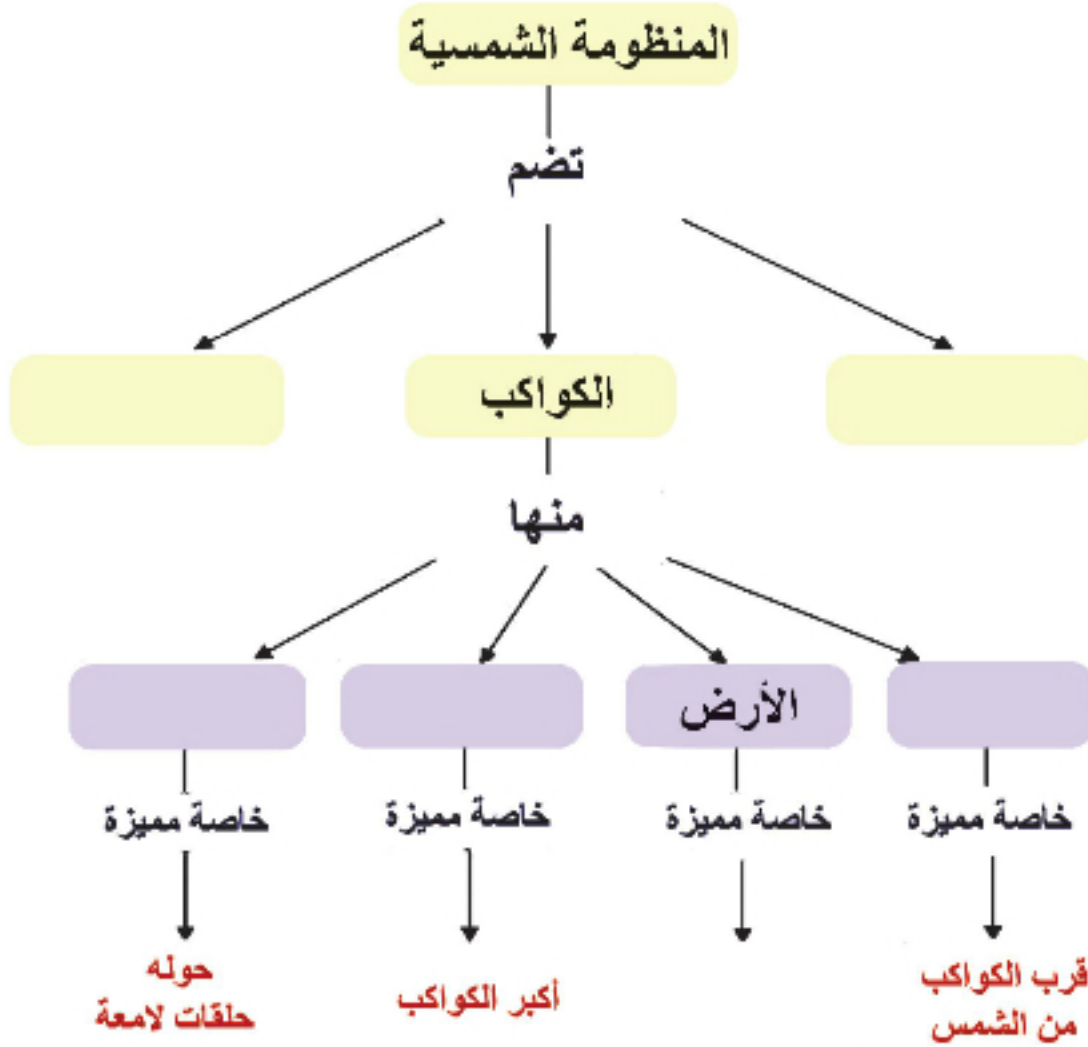 المنظومة الشمسية
تضم
الكواكب
منها
الأرض
خاصة مميزة
خاصة مميزة
خاصة مميزة
خاصة مميزة
قرب الكواكب
من الشمس
أكبر الكواكب
حوله
حلقات لامعة